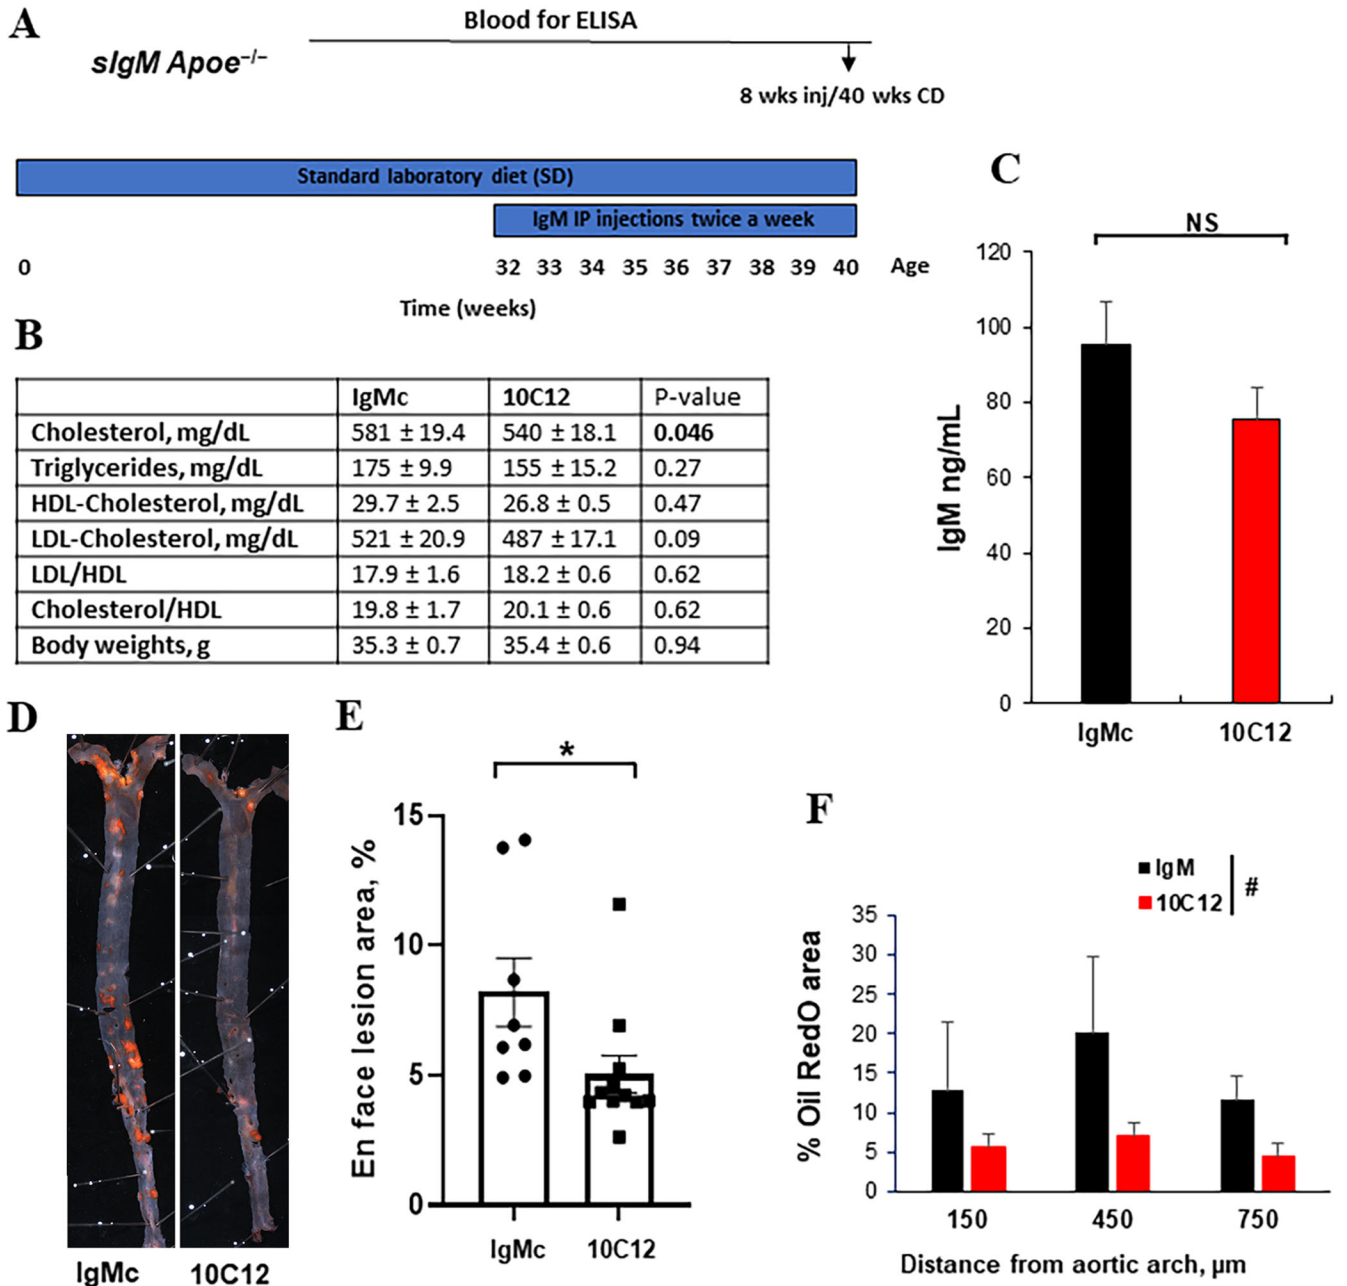 A
Blood for ELISA
sIgM Apoe–/–
8 wks inj/40 wks CD
Standard laboratory diet (SD)
IgM IP injections twice a week
0 32 33 34 35 36 37 38 39 40 Age
Time (weeks)
B
IgMc 10C12 P-value
Cholesterol, mg/dL 581 ± 19.4 540 ± 18.1 0.046
Triglycerides, mg/dL 175 ± 9.9 155 ± 15.2 0.27
HDL-Cholesterol, mg/dL 29.7 ± 2.5 26.8 ± 0.5 0.47
LDL-Cholesterol, mg/dL 521 ± 20.9 487 ± 17.1 0.09
LDL/HDL 17.9 ± 1.6 18.2 ± 0.6 0.62
Cholesterol/HDL 19.8 ± 1.7 20.1 ± 0.6 0.62
Body weights, g 35.3 ± 0.7 35.4 ± 0.6 0.94
C
NS
IgM ng/mL
120
100
80
60
40
20
0
IgMc 10C12
D
IgMc 10C12
E
*
En face lesion area, %
15
10
5
0
IgMc 10C12
F
IgM
10C12
#
% Oil RedO area
35
30
25
20
15
10
5
0
150 450 750
Distance from aortic arch, µm